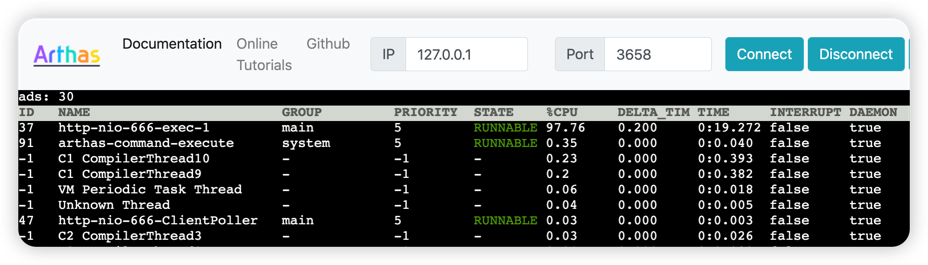 Arthas Documentation Online Tutorials Github IP 127.0.0.1 Port 3658 Connect Disconnect
ads: 30
ID NAME GROUP PRIORITY STATE %CPU DELTA_TIM TIME INTERRUPT DAEMON
37 http-nio-666-exec-1 main 5 RUNNABLE 97.76 0.200 0:19.272 false true
91 arthas-command-execute system 5 RUNNABLE 0.35 0.000 0:0.040 false true
-1 C1 CompilerThread10 - -1 - 0.23 0.000 0:0.393 false true
-1 C1 CompilerThread9 - -1 - 0.2 0.000 0:0.382 false true
-1 VM Periodic Task Thread - -1 - 0.06 0.000 0:0.018 false true
-1 Unknown Thread - -1 - 0.04 0.000 0:0.005 false true
47 http-nio-666-ClientPoller main 5 RUNNABLE 0.03 0.000 0:0.003 false true
-1 C2 CompilerThread3 - -1 - 0.03 0.000 0:0.026 false true